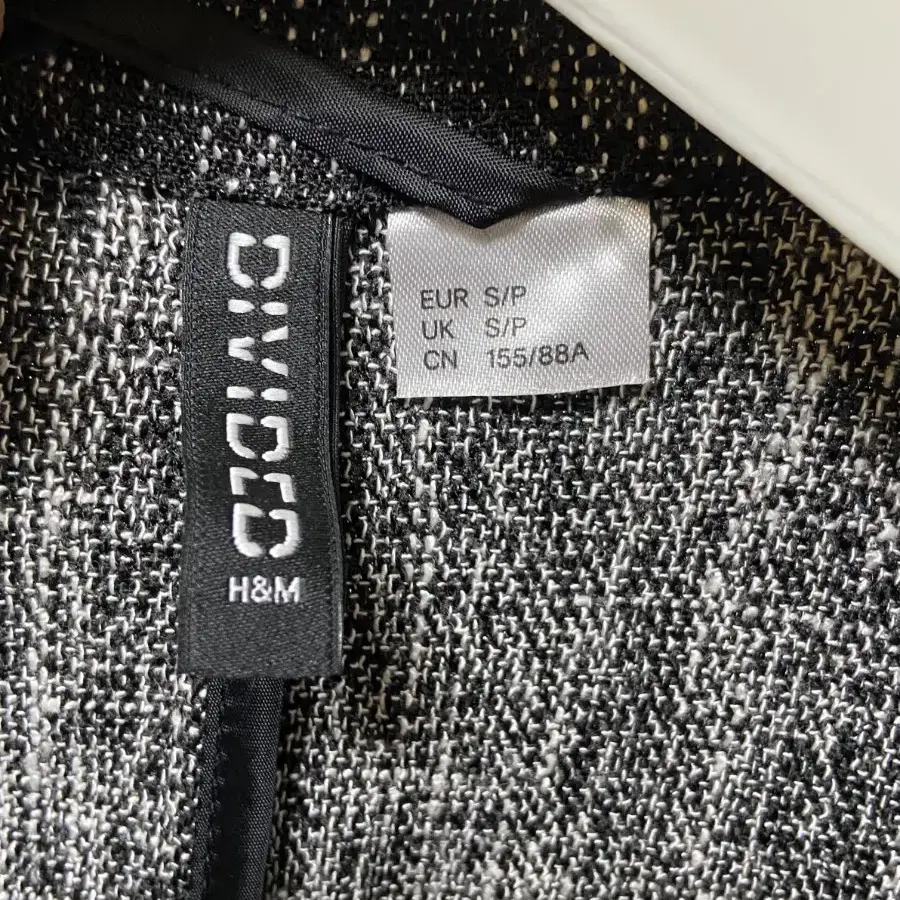 DIVIDED
H&M
EUR S/P
UK S/P
CN 155/88A